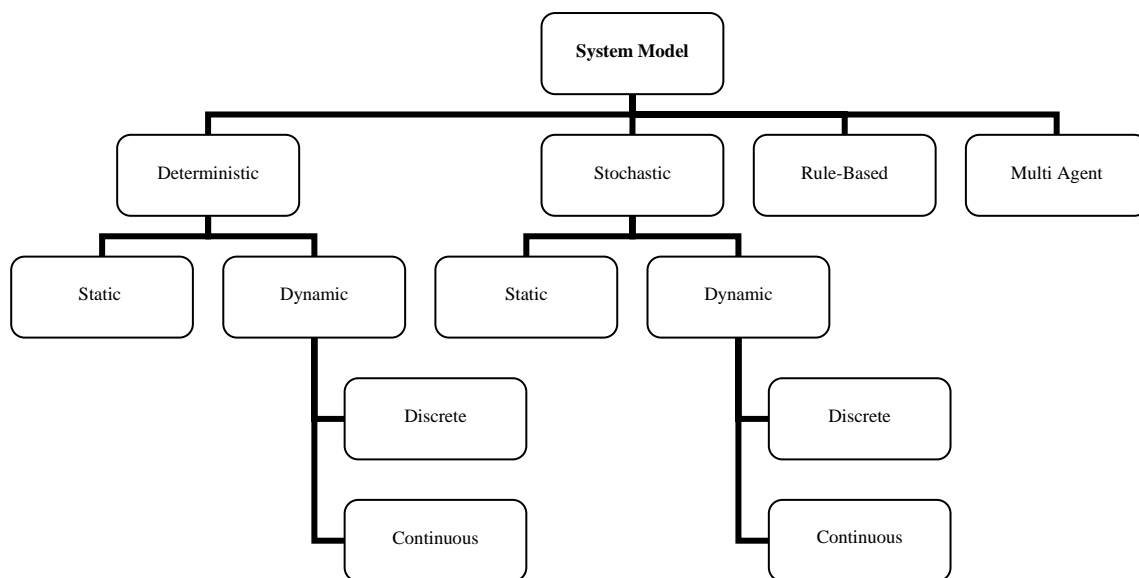 System Model
Deterministic
Stochastic
Rule-Based
Multi Agent
Static
Dynamic
Static
Dynamic
Discrete
Discrete
Continuous
Continuous